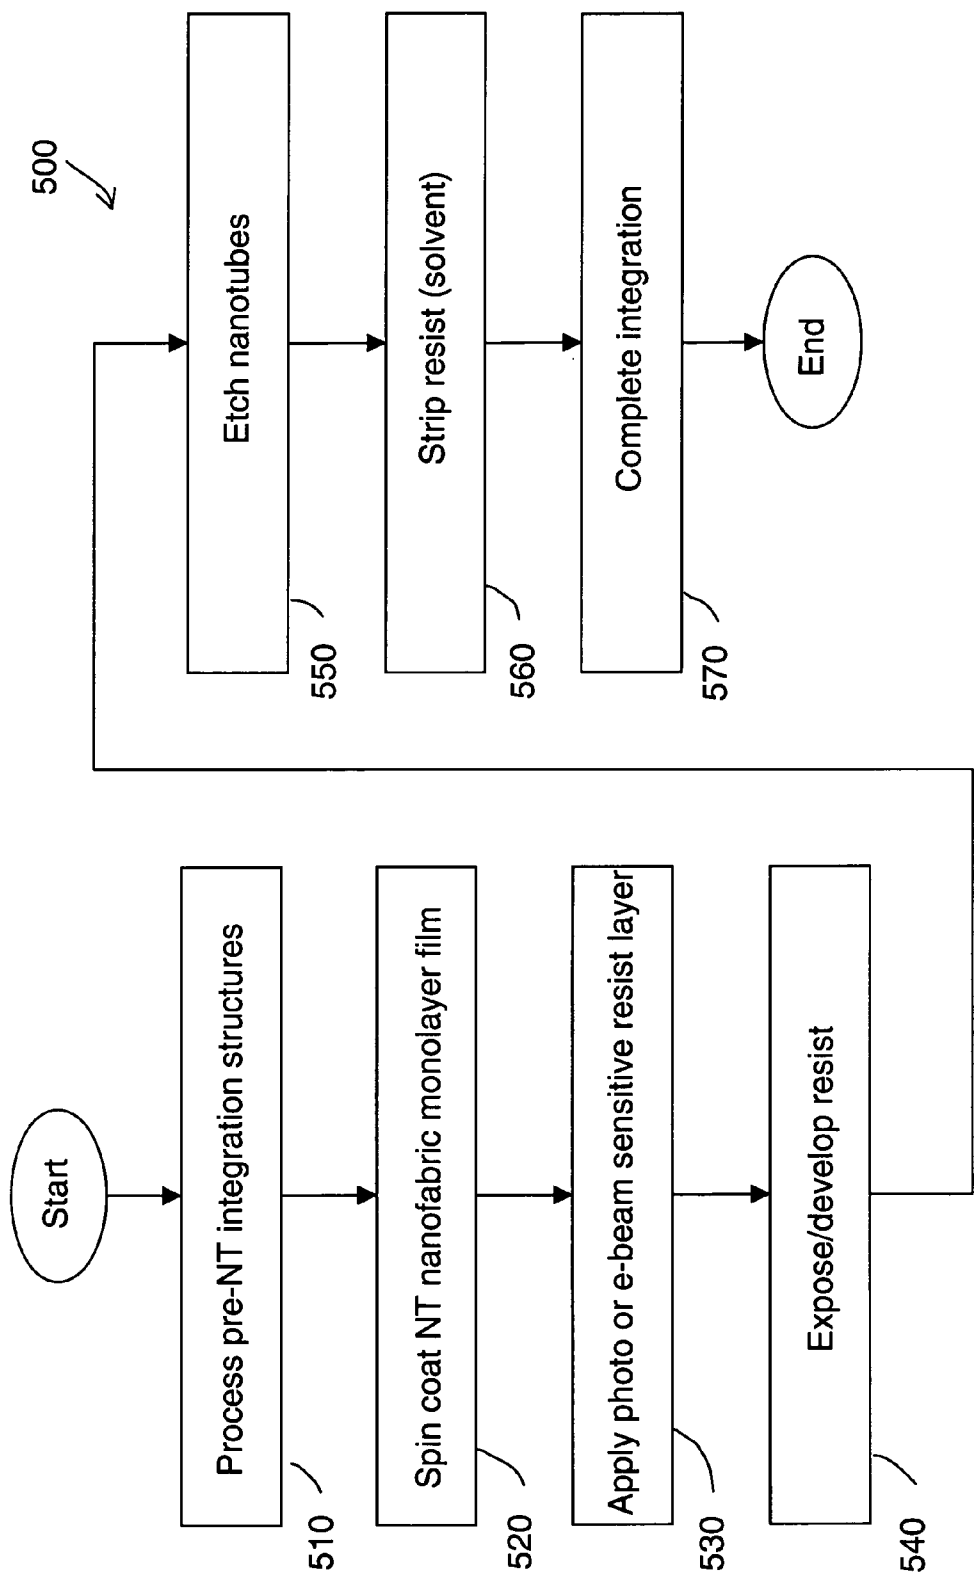 500
Start
Process pre-NT integration structures
510
Spin coat NT nanofabric monolayer film
520
Apply photo or e-beam sensitive resist layer
530
Expose/develop resist
540
Etch nanotubes
550
Strip resist (solvent)
560
Complete integration
570
End